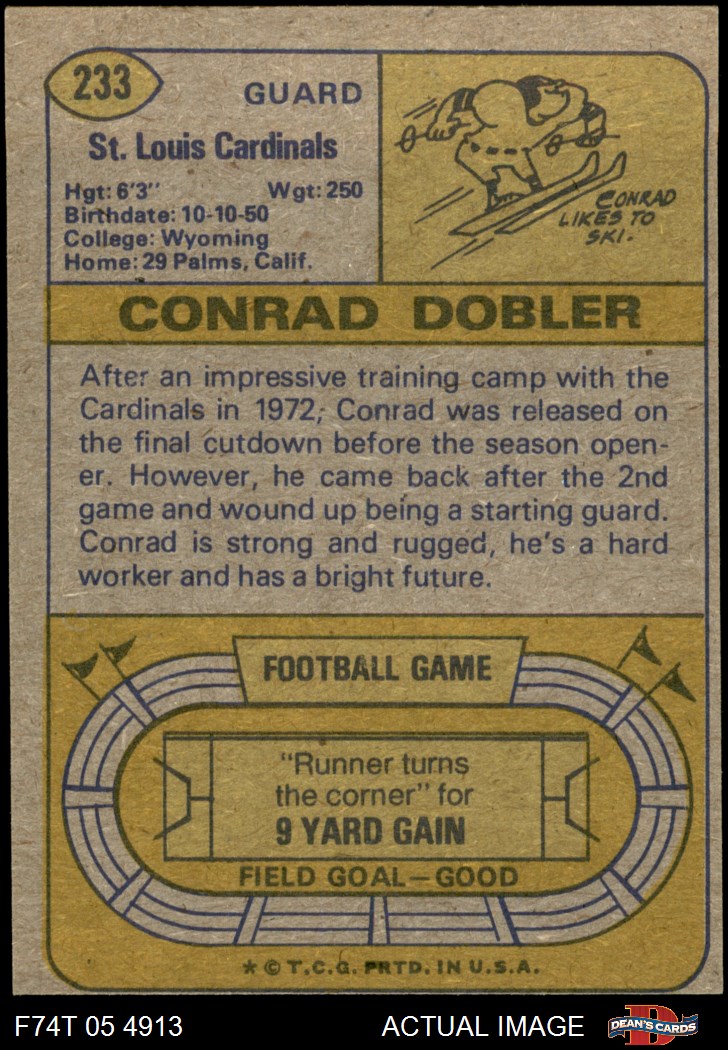 233
GUARD
St. Louis Cardinals
Hgt: 6'3" Wgt: 250
Birthdate: 10-10-50
College: Wyoming
Home: 29 Palms, Calif.
CONRAD
LIKES TO
SKI.
CONRAD DOBLER
After an impressive training camp with the
Cardinals in 1972, Conrad was released on
the final cutdown before the season open-
er. However, he came back after the 2nd
game and wound up being a starting guard.
Conrad is strong and rugged, he's a hard
worker and has a bright future.
FOOTBALL GAME
"Runner turns
the corner" for
9 YARD GAIN
FIELD GOAL—GOOD
* © T.C.G. PRTD. IN U.S.A.
F74T 05 4913 ACTUAL IMAGE
D
DEAN'S CARDS